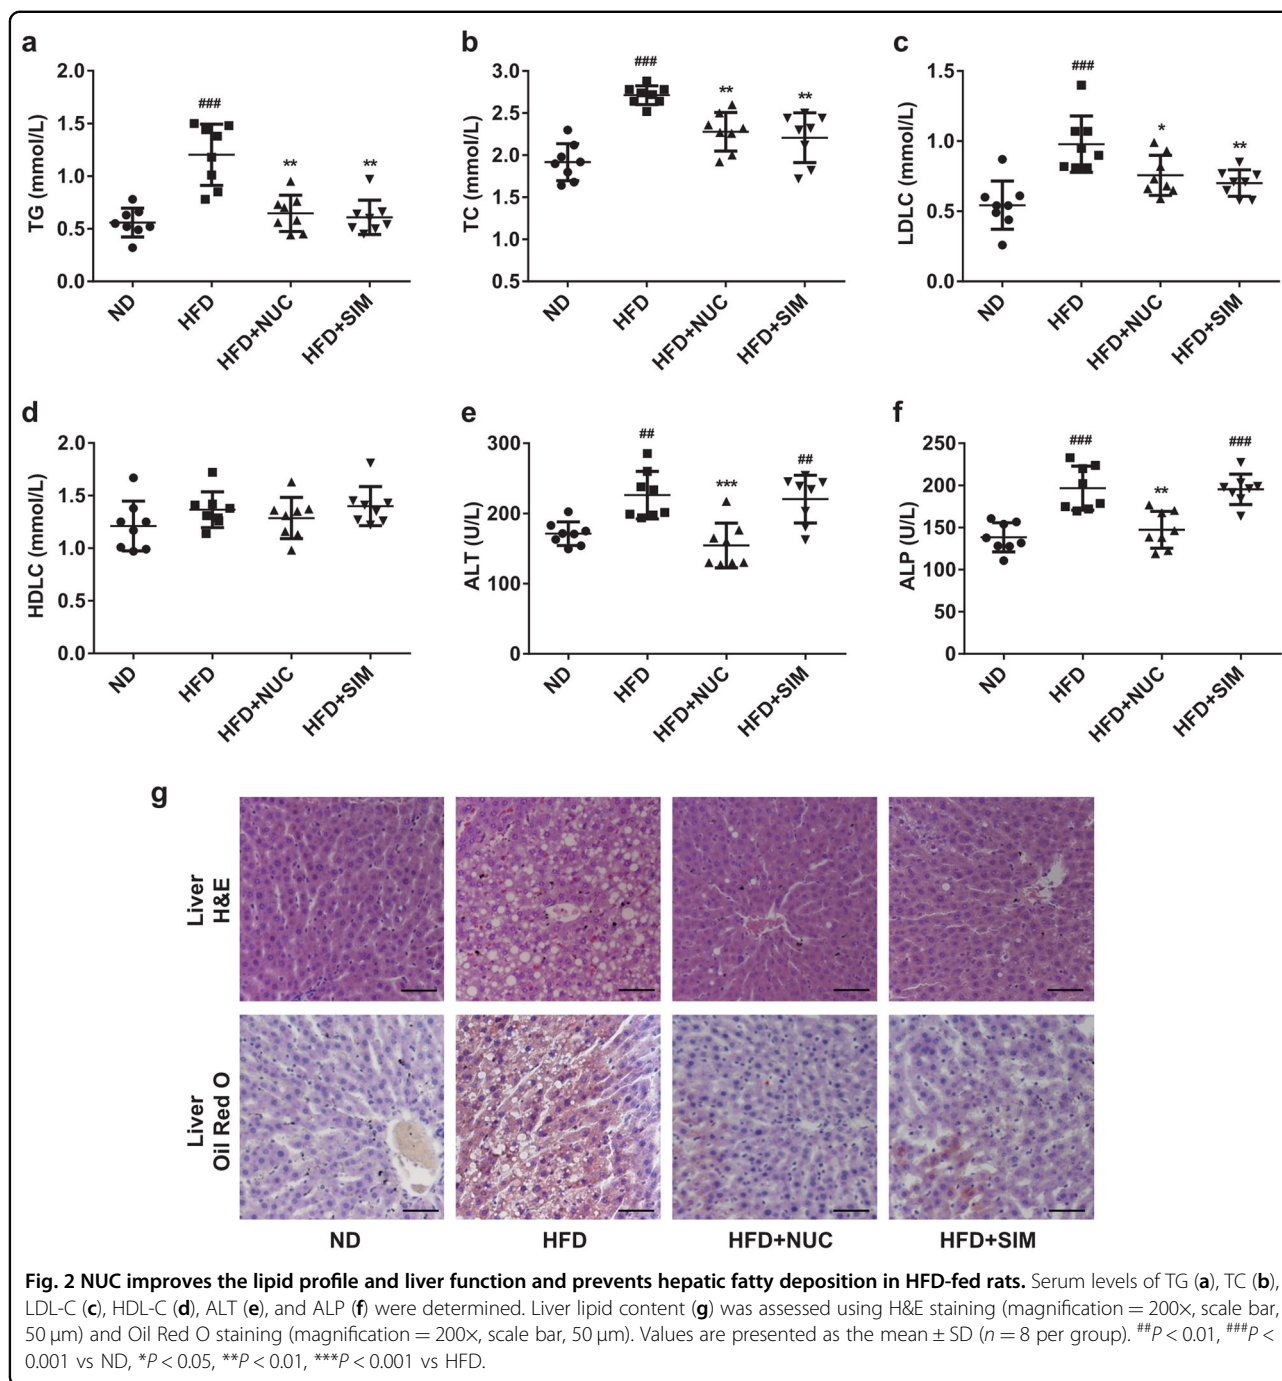 a
TG (mmol/L)
2.0
1.5
1.0
0.5
0.0
###
**
**
ND
HFD
HFD+NUC
HFD+SIM
b
TC (mmol/L)
3.0
2.5
2.0
1.5
1.0
0.5
###
**
**
ND
HFD
HFD+NUC
HFD+SIM
c
LDLC (mmol/L)
1.5
1.0
0.5
0.0
###
*
**
ND
HFD
HFD+NUC
HFD+SIM
d
HDLC (mmol/L)
2.0
1.5
1.0
0.5
0.0
ND
HFD
HFD+NUC
HFD+SIM
e
ALT (U/L)
300
200
100
0
##
***
##
ND
HFD
HFD+NUC
HFD+SIM
f
ALP (U/L)
250
200
150
100
50
0
###
**
###
ND
HFD
HFD+NUC
HFD+SIM
g
Liver
H&E
Liver
Oil Red O
ND
HFD
HFD+NUC
HFD+SIM
Fig. 2 NUC improves the lipid profile and liver function and prevents hepatic fatty deposition in HFD-fed rats. Serum levels of TG (a), TC (b),
LDL-C (c), HDL-C (d), ALT (e), and ALP (f) were determined. Liver lipid content (g) was assessed using H&E staining (magnification = 200×, scale bar,
50 μm) and Oil Red O staining (magnification = 200×, scale bar, 50 μm). Values are presented as the mean ± SD (n = 8 per group). ##P < 0.01, ###P <
0.001 vs ND, *P < 0.05, **P < 0.01, ***P < 0.001 vs HFD.